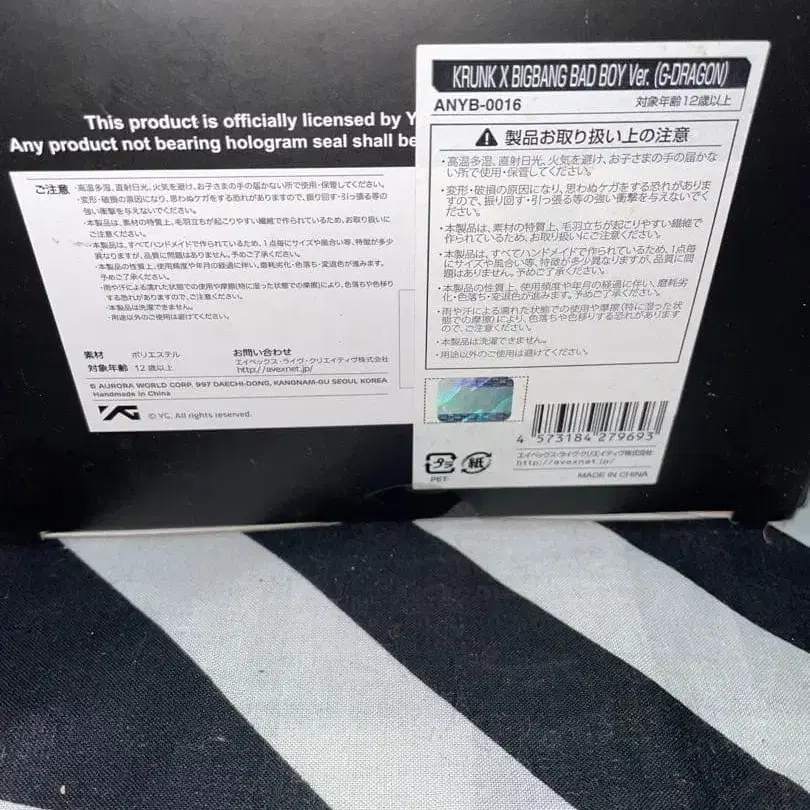 This product is officially licensed by Y
Any product not bearing hologram seal shall be
ご注意
・高温多湿、直射日光、火気を避け、お子さまの手の届かない所で使用・保管してください。
・変形・破損の原因になり、思わぬケガをする恐れがありますので、振り回す・引っ張る等の
強い衝撃を与えないでください。
・本製品は、素材の特質上、毛羽立ちが起こりやすい繊維で作られているため、お取り扱いに
ご注意ください。
・本製品は、すべてハンドメイドで作られているため、1点毎にサイズや風合い等、特徴が多少
異なりますが、品質に問題はありません。予めご了承ください。
・本製品の性質上、使用頻度や年月の経過に伴い、磨耗劣化・色落ち・変退色が進みます。
予めご了承ください。
・雨や汗による濡れた状態での使用や摩擦(特に湿った状態での摩擦)により、色落ちや色移り
する恐れがありますので、ご注意ください。
・本製品は洗濯できません。
・用途以外のご使用は避けてください。
素材 ポリエステル
対象年齢 12歳以上
お問い合わせ
エイベックス・ライヴ・クリエイティヴ株式会社
http://avexnet.jp/
© AURORA WORLD CORP. 997 DAECHI-DONG, KANGNAM-GU SEOUL KOREA
Handmade in China
YG © YG. All rights reserved.
KRUNK X BIGBANG BAD BOY Ver. (G-DRAGON)
ANYB-0016 対象年齢12歳以上
製品お取り扱い上の注意
・高温多湿、直射日光、火気を避け、お子さまの手の届かな
い所で使用・保管してください。
・変形・破損の原因になり、思わぬケガをする恐れがありま
すので、振り回す・引っ張る等の強い衝撃を与えないでく
ださい。
・本製品は、素材の特質上、毛羽立ちが起こりやすい繊維で
作られているため、お取り扱いにご注意ください。
・本製品は、すべてハンドメイドで作られているため、1点毎
にサイズや風合い等、特徴が多少異なりますが、品質に問
題はありません。予めご了承ください。
・本製品の性質上、使用頻度や年月の経過に伴い、磨耗劣
化・色落ち・変退色が進みます。予めご了承ください。
・雨や汗による濡れた状態での使用や摩擦(特に湿った状
態での摩擦)により、色落ちや色移りする恐れがあります
ので、ご注意ください。
・本製品は洗濯できません。
・用途以外のご使用は避けてください。
4 573184 279693
エイベックス・ライヴ・クリエイティヴ株式会社
http://avexnet.jp/
プラ 紙
PET
MADE IN CHINA